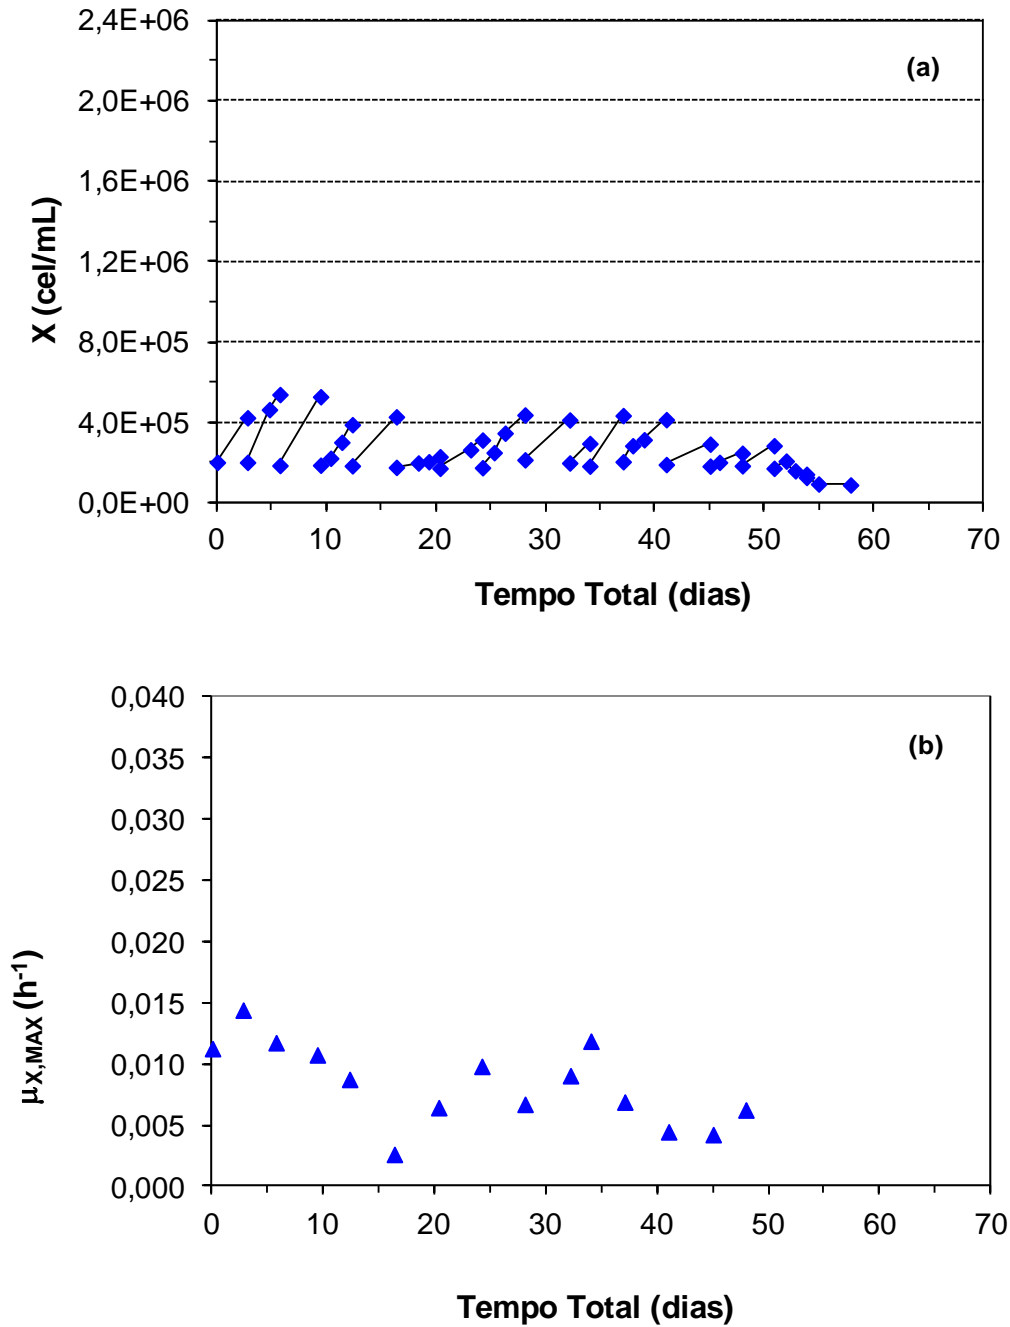 2,4E+06
(a)
2,0E+06
1,6E+06
1,2E+06
8,0E+05
4,0E+05
0,0E+00
X (cel/mL)
0 10 20 30 40 50 60 70
Tempo Total (dias)
0,040
(b)
0,035
0,030
0,025
0,020
0,015
0,010
0,005
0,000
μX,MAX (h-1)
0 10 20 30 40 50 60 70
Tempo Total (dias)